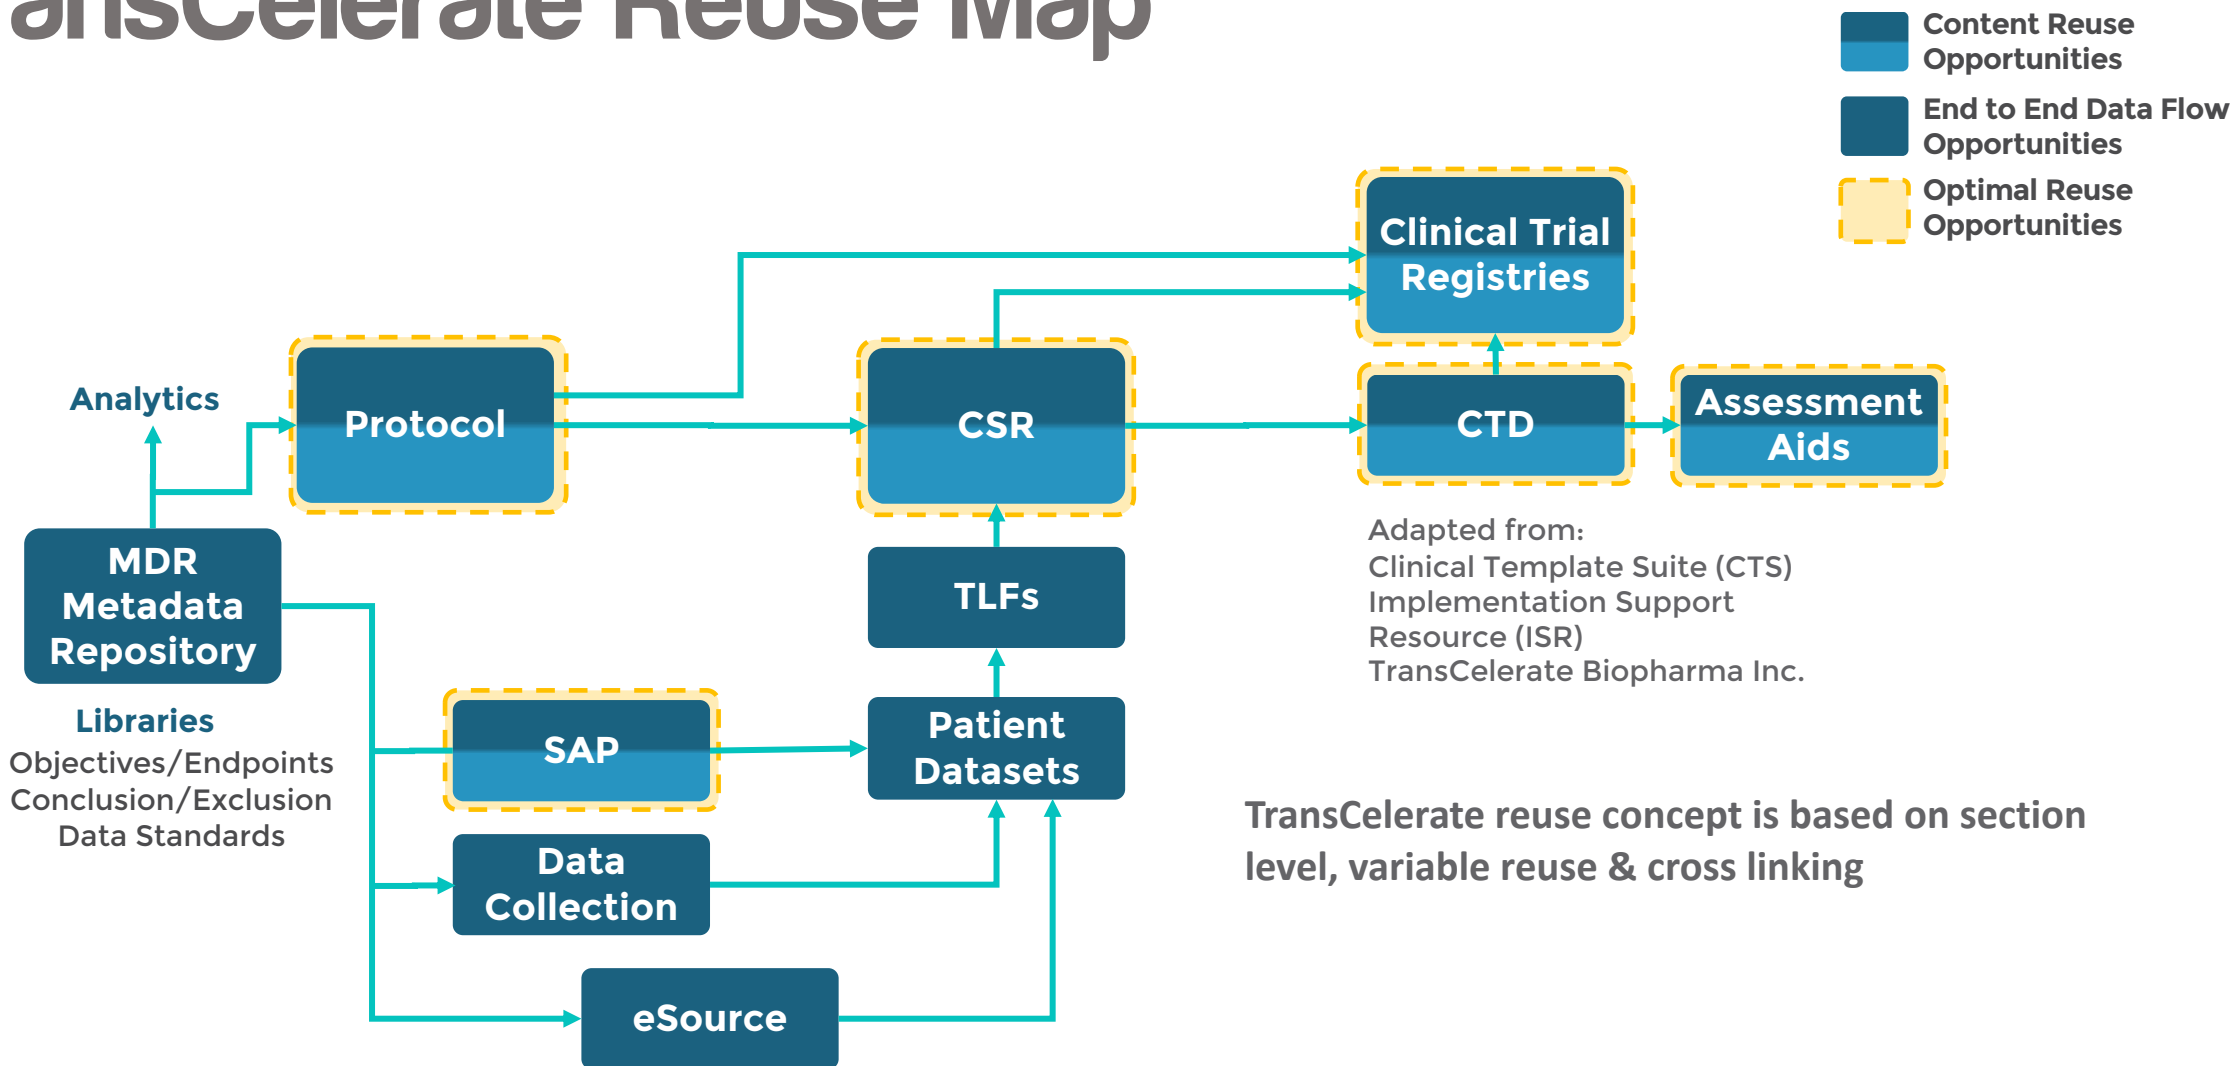 ansCelerate Reuse Map
Content Reuse
Opportunities
End to End Data Flow
Opportunities
Optimal Reuse
Opportunities
Clinical Trial
Registries
Analytics
Protocol
CSR
CTD
Assessment
Aids
MDR
Metadata
Repository
TLFs
Adapted from:
Clinical Template Suite (CTS)
Implementation Support
Resource (ISR)
TransCelerate Biopharma Inc.
Libraries
Objectives/Endpoints
Conclusion/Exclusion
Data Standards
SAP
Patient
Datasets
Data
Collection
eSource
TransCelerate reuse concept is based on section
level, variable reuse & cross linking